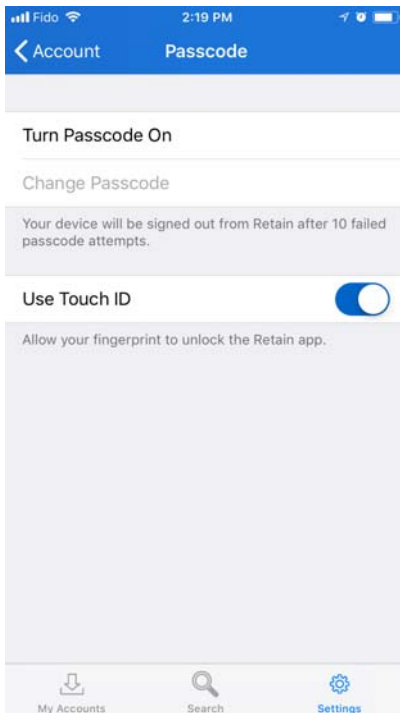 Fido 2:19 PM
Account Passcode
Turn Passcode On
Change Passcode
Your device will be signed out from Retain after 10 failed
passcode attempts.
Use Touch ID
Allow your fingerprint to unlock the Retain app.
My Accounts Search Settings